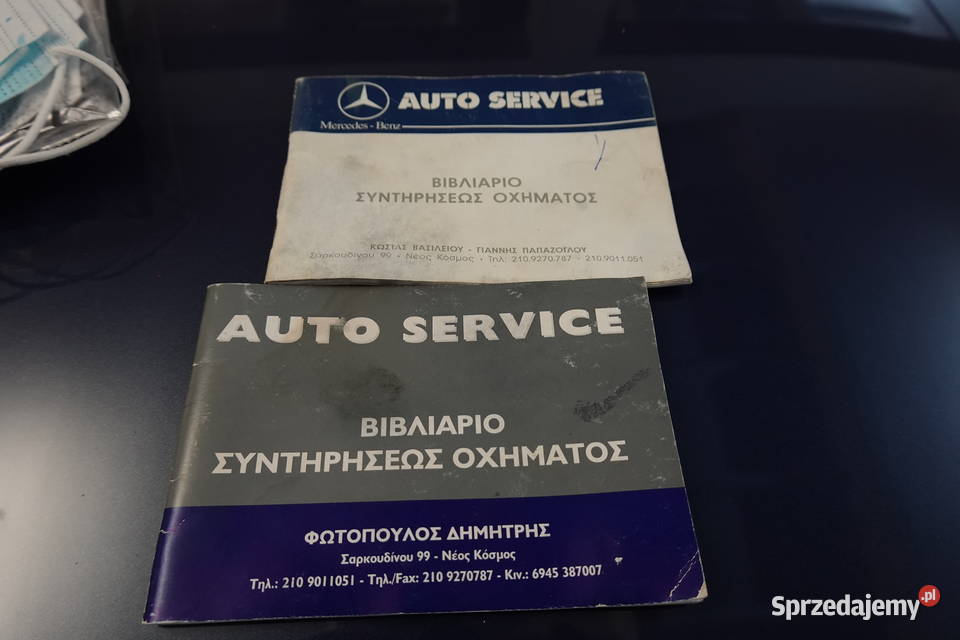 AUTO SERVICE
Mercedes-Benz
ΒΙΒΛΙΑΡΙΟ
ΣΥΝΤΗΡΗΣΕΩΣ ΟΧΗΜΑΤΟΣ
ΚΩΣΤΑΣ ΒΑΣΙΛΕΙΟΥ - ΓΙΑΝΝΗΣ ΠΑΠΑΖΟΓΛΟΥ
Σαρκουδίνου 99 - Νέος Κόσμος - Τηλ: 210.9270.787 - 210.9011.051
AUTO SERVICE
ΒΙΒΛΙΑΡΙΟ
ΣΥΝΤΗΡΗΣΕΩΣ ΟΧΗΜΑΤΟΣ
ΦΩΤΟΠΟΥΛΟΣ ΔΗΜΗΤΡΗΣ
Σαρκουδίνου 99 - Νέος Κόσμος
Τηλ.: 210 9011051 - Τηλ./Fax: 210 9270787 - Κιν.: 6945 387007
Sprzedajemy.pl